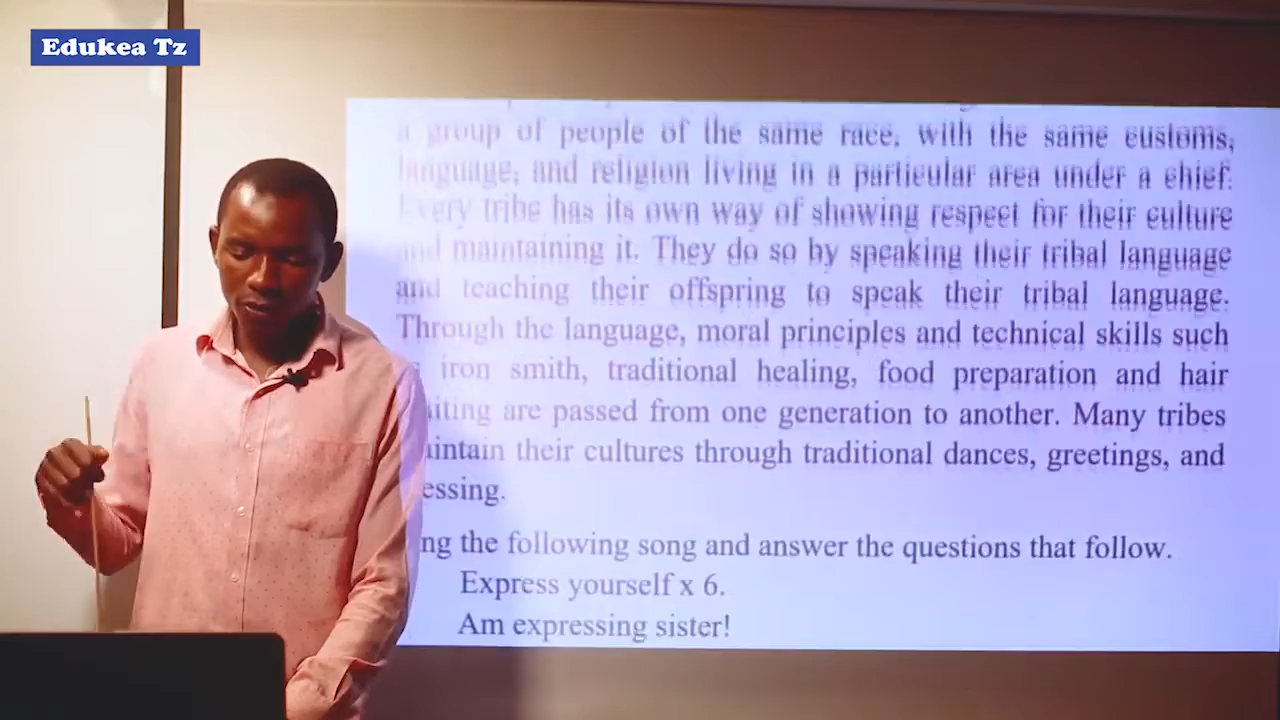 Edukea Tz
a group of people of the same race, with the same customs,
language, and religion living in a particular area under a chief.
Every tribe has its own way of showing respect for their culture
and maintaining it. They do so by speaking their tribal language
and teaching their offspring to speak their tribal language.
Through the language, moral principles and technical skills such
iron smith, traditional healing, food preparation and hair
aiting are passed from one generation to another. Many tribes
aintain their cultures through traditional dances, greetings, and
essing.
ng the following song and answer the questions that follow.
Express yourself x 6.
Am expressing sister!